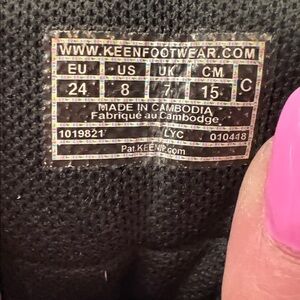 WWW.KEENFOOTWEAR.COM
EU US UK CM
24 8 7 15 C
MADE IN CAMBODIA
Fabriqué au Cambodge
1019821 LYC 010418
Pat.KEENIP.com